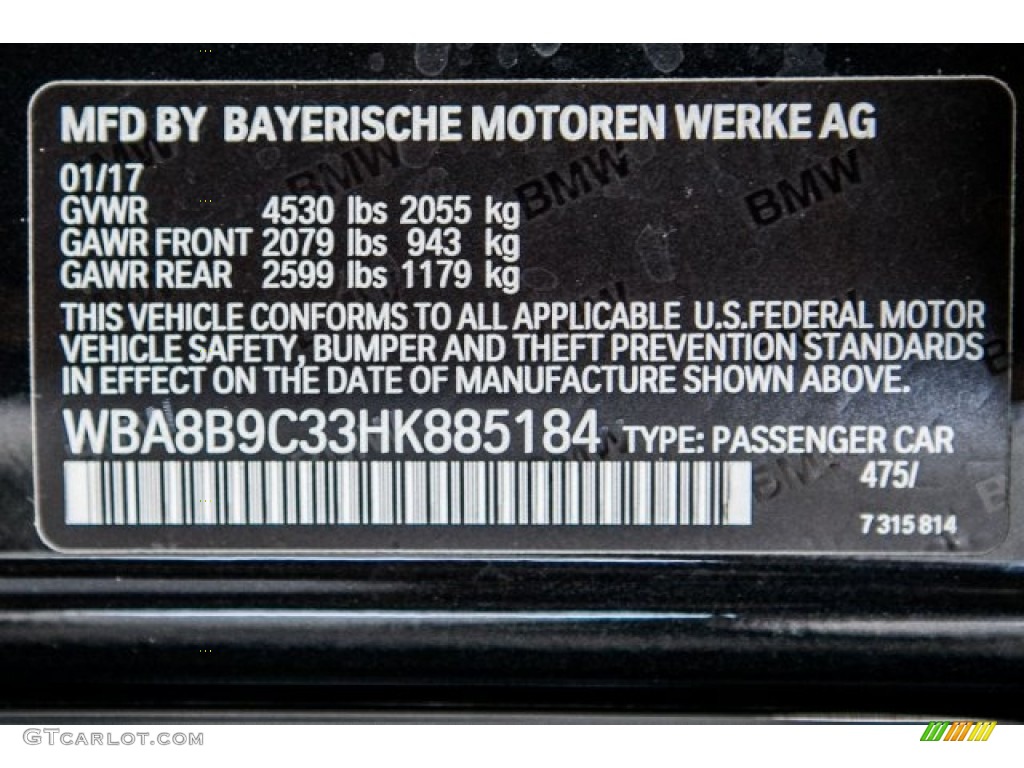 MFD BY BAYERISCHE MOTOREN WERKE AG
01/17
GVWR 4530 lbs 2055 kg
GAWR FRONT 2079 lbs 943 kg
GAWR REAR 2599 lbs 1179 kg
THIS VEHICLE CONFORMS TO ALL APPLICABLE U.S.FEDERAL MOTOR
VEHICLE SAFETY, BUMPER AND THEFT PREVENTION STANDARDS
IN EFFECT ON THE DATE OF MANUFACTURE SHOWN ABOVE.
WBA8B9C33HK885184 TYPE: PASSENGER CAR
475/
7 315 814
BMW BMW BMW
GTcarlot.com